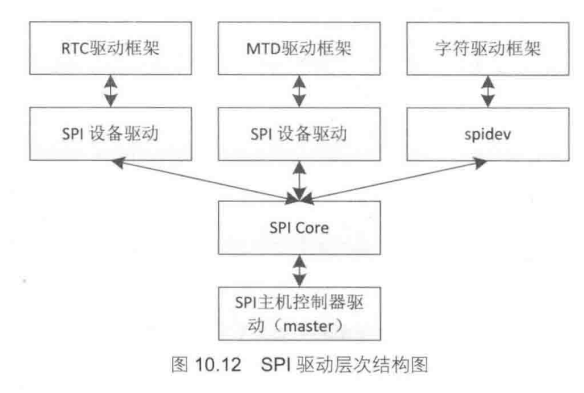 RTC驱动框架
MTD驱动框架
字符驱动框架
SPI 设备驱动
SPI 设备驱动
spidev
SPI Core
SPI主机控制器驱
动（master）
图 10.12 SPI 驱动层次结构图